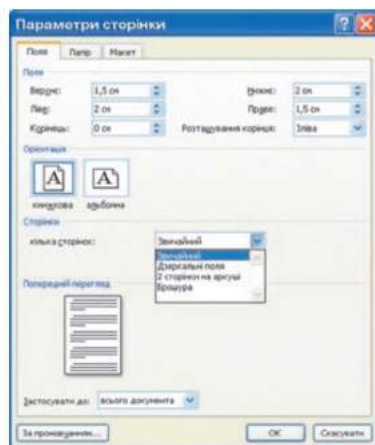 Параметри сторінки
Поля Папір Макет
Поля
Верхнє: 1,5 см Нижнє: 2 см
Ліве: 2 см Праве: 1,5 см
Корінець: 0 см Розташування корінця: Зліва
Орієнтація
книжкова альбомна
Сторінки
кілька сторінок: Звичайний
Звичайний
Дзеркальні поля
2 сторінки на аркуші
Брошура
Попередній перегляд
Застосувати до: всього документа
За промовчанням... ОК Скасувати